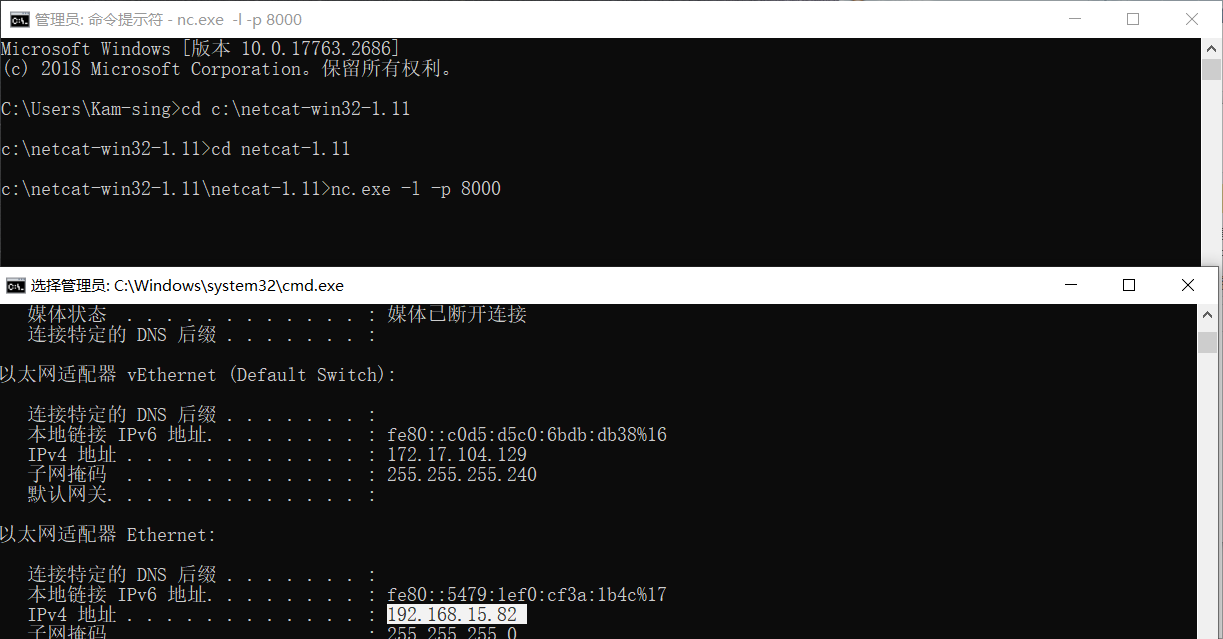 管理员: 命令提示符 - nc.exe -l -p 8000
Microsoft Windows [版本 10.0.17763.2686]
(c) 2018 Microsoft Corporation。保留所有权利。
C:\Users\Kam-sing>cd c:\netcat-win32-1.11
c:\netcat-win32-1.11>cd netcat-1.11
c:\netcat-win32-1.11\netcat-1.11>nc.exe -l -p 8000
选择管理员: C:\Windows\system32\cmd.exe
媒体状态 . . . . . . . . . . . . : 媒体已断开连接
连接特定的 DNS 后缀 . . . . . . . :
以太网适配器 vEthernet (Default Switch):
连接特定的 DNS 后缀 . . . . . . . :
本地链接 IPv6 地址. . . . . . . . : fe80::c0d5:d5c0:6bdb:db38%16
IPv4 地址 . . . . . . . . . . . . : 172.17.104.129
子网掩码 . . . . . . . . . . . . : 255.255.255.240
默认网关. . . . . . . . . . . . . :
以太网适配器 Ethernet:
连接特定的 DNS 后缀 . . . . . . . :
本地链接 IPv6 地址. . . . . . . . : fe80::5479:1ef0:cf3a:1b4c%17
IPv4 地址 . . . . . . . . . . . . : 192.168.15.82
子网掩码 . . . . . . . . . . . . : 255.255.255.0